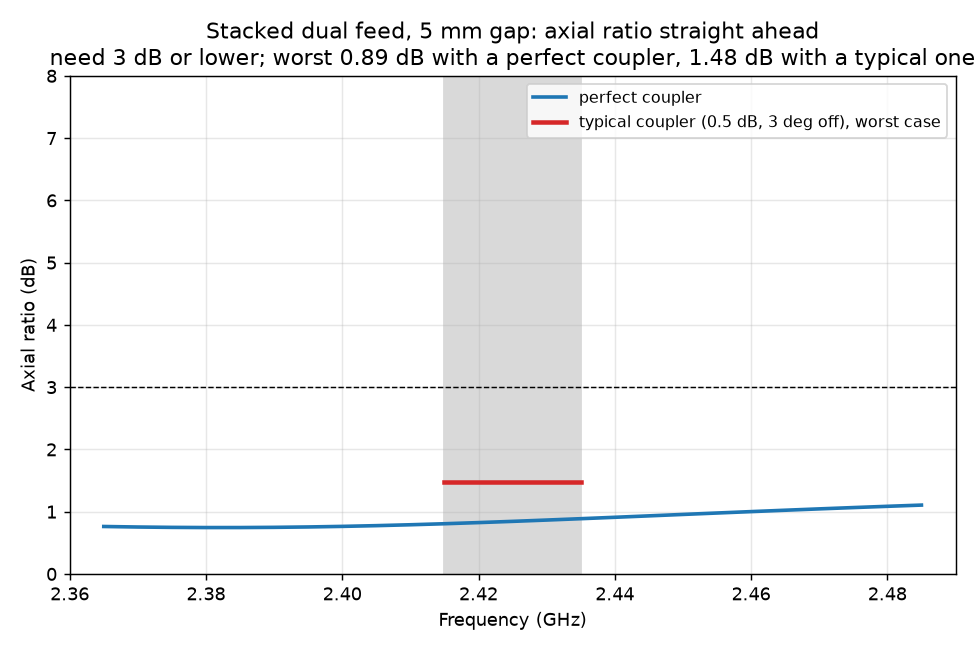 Stacked dual feed, 5 mm gap: axial ratio straight ahead
need 3 dB or lower; worst 0.89 dB with a perfect coupler, 1.48 dB with a typical one
perfect coupler
typical coupler (0.5 dB, 3 deg off), worst case
8
7
6
5
4
3
2
1
0
Axial ratio (dB)
2.36
2.38
2.40
2.42
2.44
2.46
2.48
Frequency (GHz)